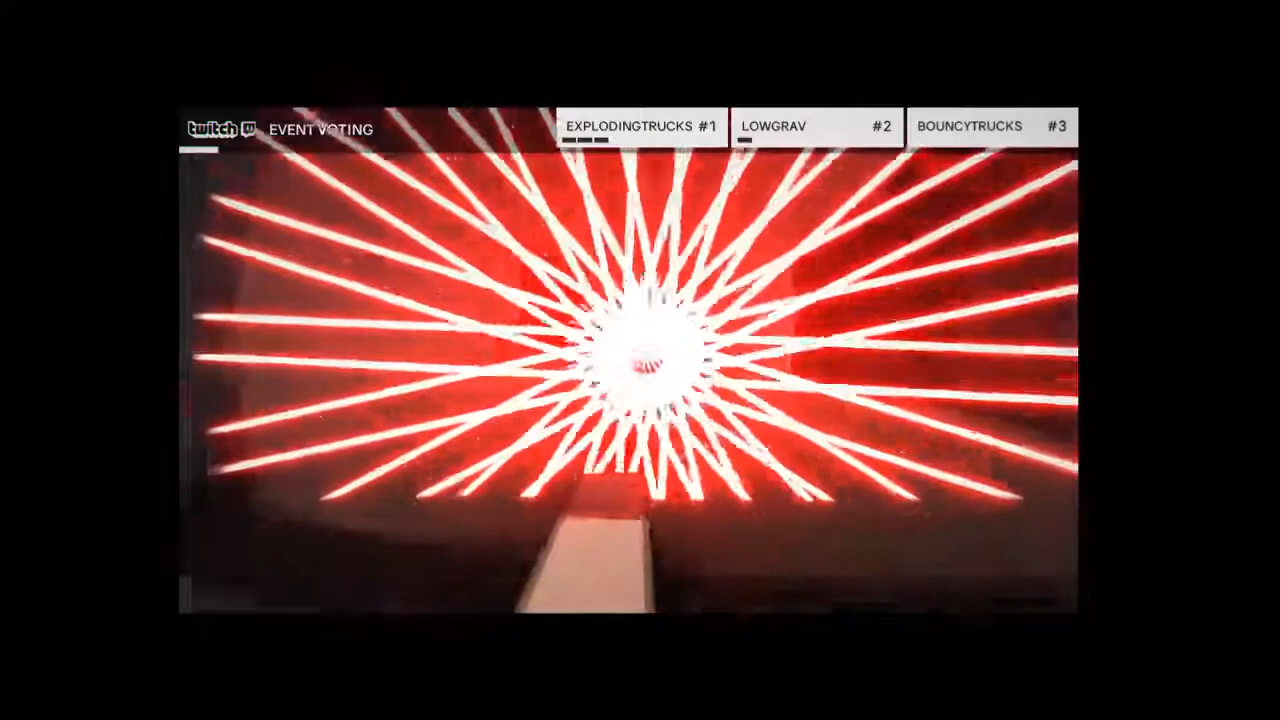 twitch EVENT VOTING
EXPLODINGTRUCKS #1
LOWGRAV #2
BOUNCYTRUCKS #3